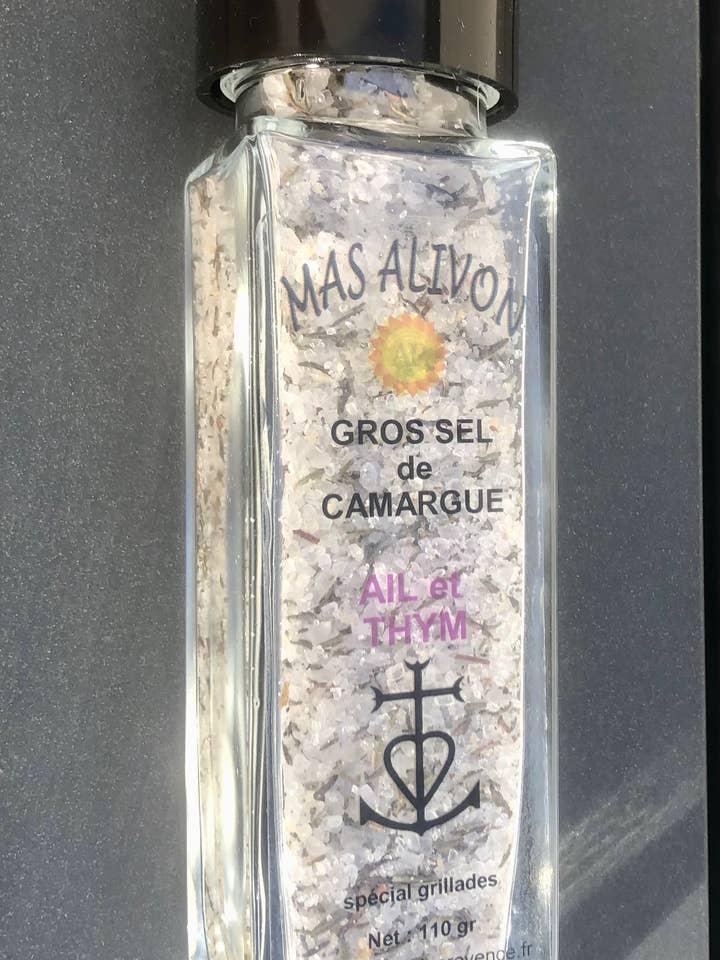 MAS ALIVON
GROS SEL
de
CAMARGUE
AIL et
THYM
spécial grillades
Net : 110 gr